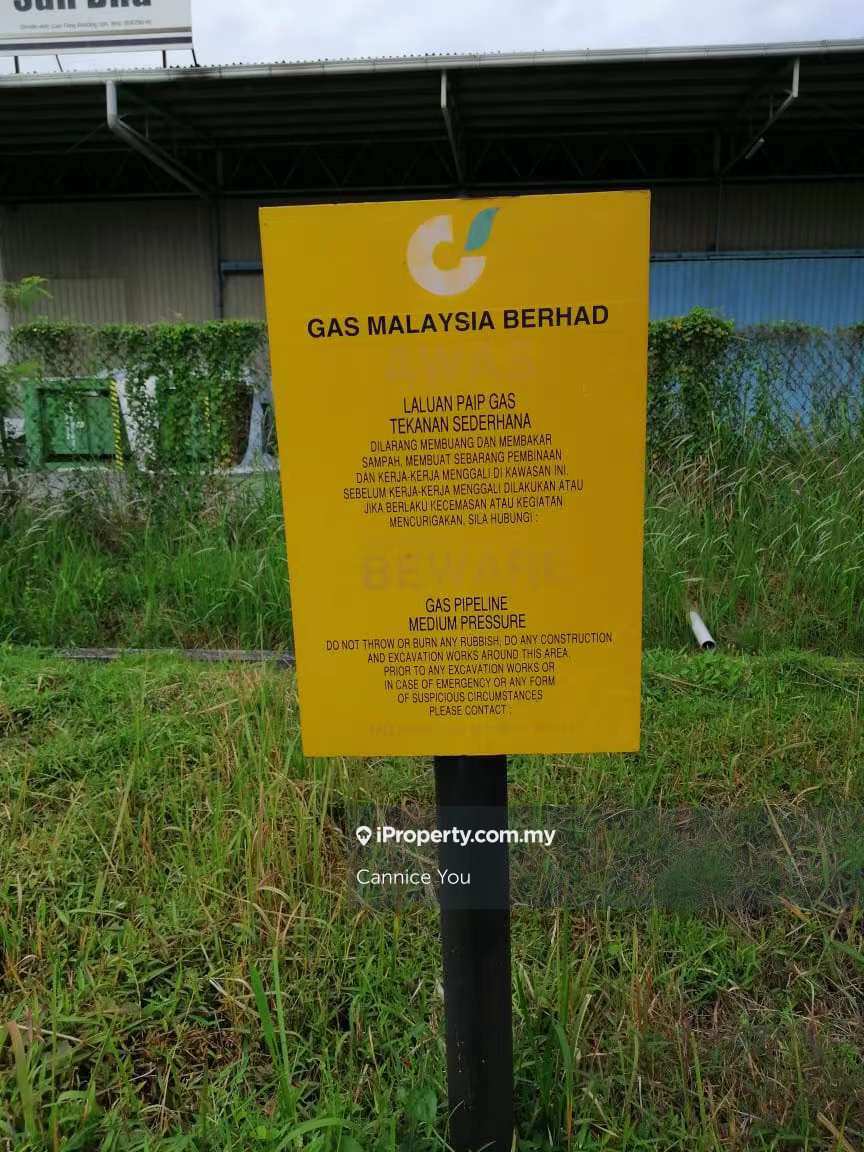 GAS MALAYSIA BERHAD
AWAS
LALUAN PAIP GAS
TEKANAN SEDERHANA
DILARANG MEMBUANG DAN MEMBAKAR
SAMPAH, MEMBUAT SEBARANG PEMBINAAN
DAN KERJA-KERJA MENGGALI DI KAWASAN INI.
SEBELUM KERJA-KERJA MENGGALI DILAKUKAN ATAU
JIKA BERLAKU KECEMASAN ATAU KEGIATAN
MENCURIGAKAN, SILA HUBUNGI :
BEWARE
GAS PIPELINE
MEDIUM PRESSURE
DO NOT THROW OR BURN ANY RUBBISH, DO ANY CONSTRUCTION
AND EXCAVATION WORKS AROUND THIS AREA.
PRIOR TO ANY EXCAVATION WORKS OR
IN CASE OF EMERGENCY OR ANY FORM
OF SUSPICIOUS CIRCUMSTANCES
PLEASE CONTACT :
iProperty.com.my
Cannice You